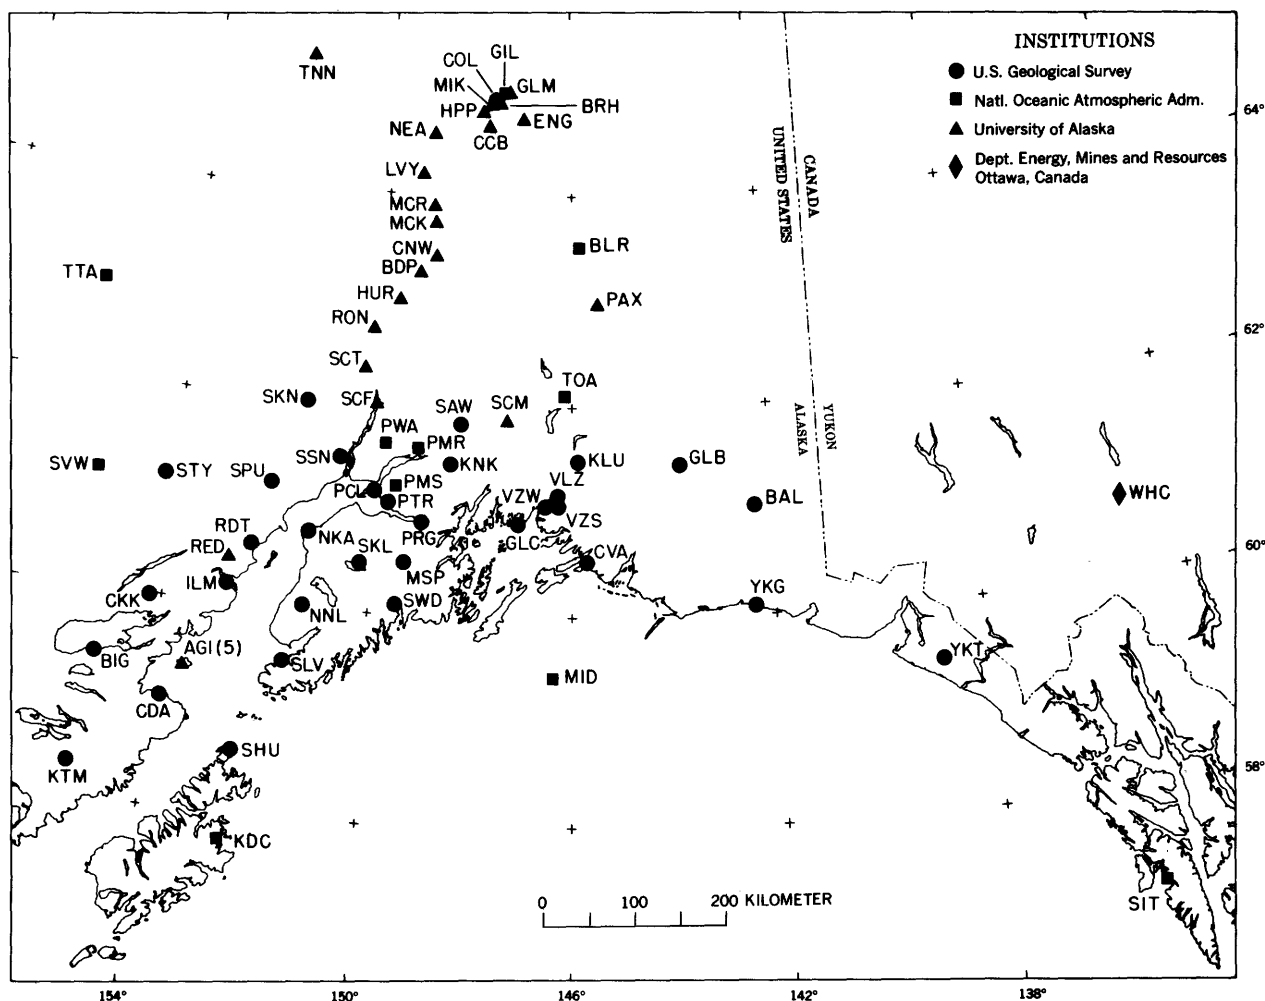 INSTITUTIONS
U.S. Geological Survey
Natl. Oceanic Atmospheric Adm.
University of Alaska
Dept. Energy, Mines and Resources
Ottawa, Canada
TNN
COL
GIL
MIK
GLM
HPP
BRH
ENG
CCB
NEA
64°
LVY
UNITED STATES
CANADA
MCR
MCK
CNW
BLR
BDP
TTA
HUR
PAX
RON
62°
SCT
TOA
SKN
SCF
SAW
SCM
ALASKA
YUKON
PWA
PMR
SSN
SVW
STY
SPU
KNK
KLU
GLB
PCL
PMS
VLZ
WHC
PTR
VZW
BAL
VZS
RDT
NKA
PRG
GLC
RED
SKL
CVA
60°
ILM
MSP
CKK
NNL
SWD
YKG
BIG
AGI(5)
SLV
YKT
MID
CDA
SHU
KTM
58°
KDC
0 100 200 KILOMETER
SIT
154° 150° 146° 142° 138°